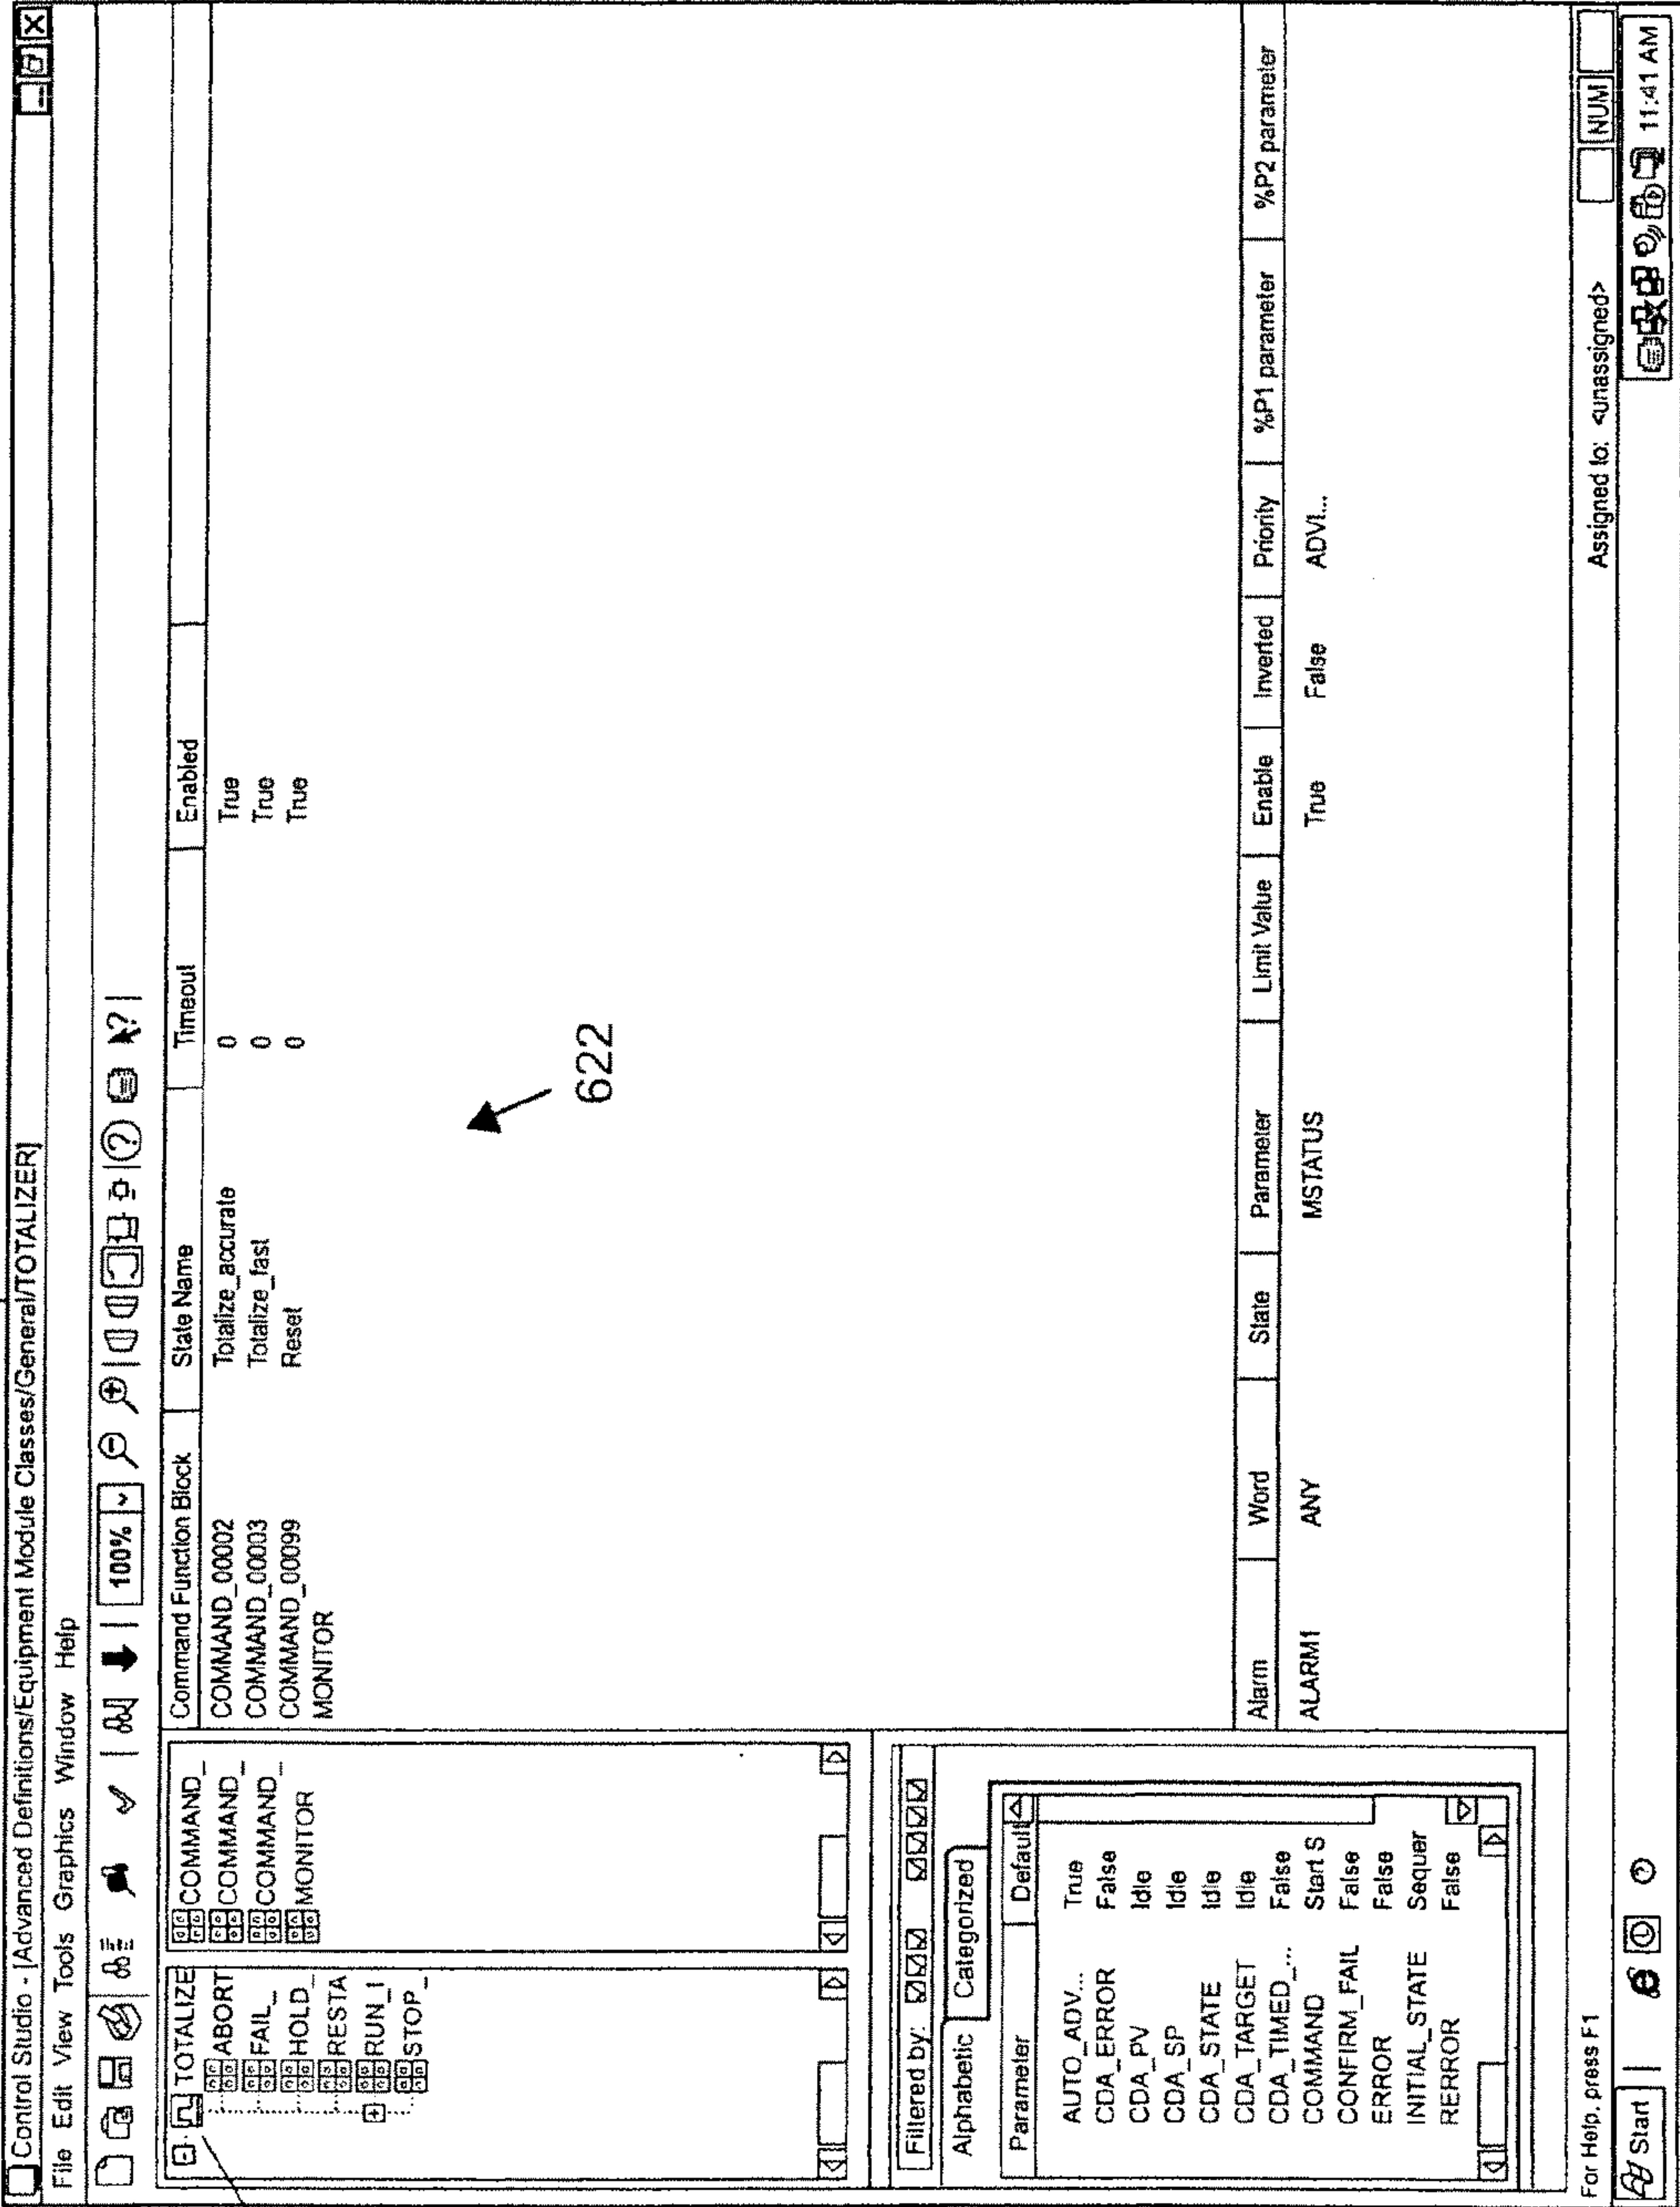 Control Studio - [Advanced Definitions/Equipment Module Classes/General/TOTALIZER]
File Edit View Tools Graphics Window Help
100%
TOTALIZE
ABORT
FAIL_
HOLD_
RESTA
RUN_I
STOP_
COMMAND_
COMMAND_
COMMAND_
MONITOR
Command Function Block State Name Timeout Enabled
COMMAND_00002 Totalize_accurate 0 True
COMMAND_00003 Totalize_fast 0 True
COMMAND_00099 Reset 0 True
MONITOR
622
Filtered by:
Alphabetic Categorized
Parameter Default
AUTO_ADV... True
CDA_ERROR False
CDA_PV Idle
CDA_SP Idle
CDA_STATE Idle
CDA_TARGET Idle
CDA_TIMED_... False
COMMAND Start S
CONFIRM_FAIL False
ERROR False
INITIAL_STATE Sequer
RERROR False
Alarm Word State Parameter Limit Value Enable Inverted Priority %P1 parameter %P2 parameter
ALARM1 ANY MSTATUS True False ADVI...
For Help, press F1 Assigned to: <unassigned> NUM
Start 11:41 AM